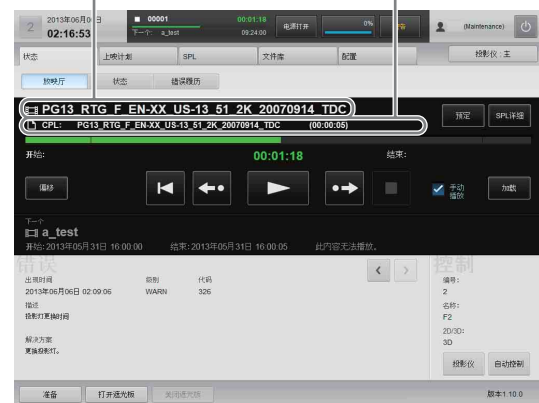 2
2013年06月0 日
02:16:53
00001
00:01:18
下一个: a_test
09:24:00
电源打开
0%
(Maintenance)
状态
上映计划
SPL
文件库
配置
投影仪:主
放映厅
状态
错误履历
PG13_RTG_F_EN-XX_US-13_51_2K_20070914_TDC
CPL: PG13_RTG_F_EN-XX_US-13_51_2K_20070914_TDC (00:00:05)
预定
SPL详细
开始:
00:01:18
结束:
偏移
手动
播放
加载
下一个
a_test
开始:2013年05月31日 16:00:00 结束:2013年05月31日 16:00:05 此内容无法播放。
错误
出现时间 级别 代码
2013年06月06日 02:09:06 WARN 326
描述
投影灯更换时间
解决方案
更换投影灯。
控制
编号:
2
名称:
F2
2D/3D:
3D
投影仪
自动控制
准备
打开遮光板
关闭遮光板
版本1.10.0